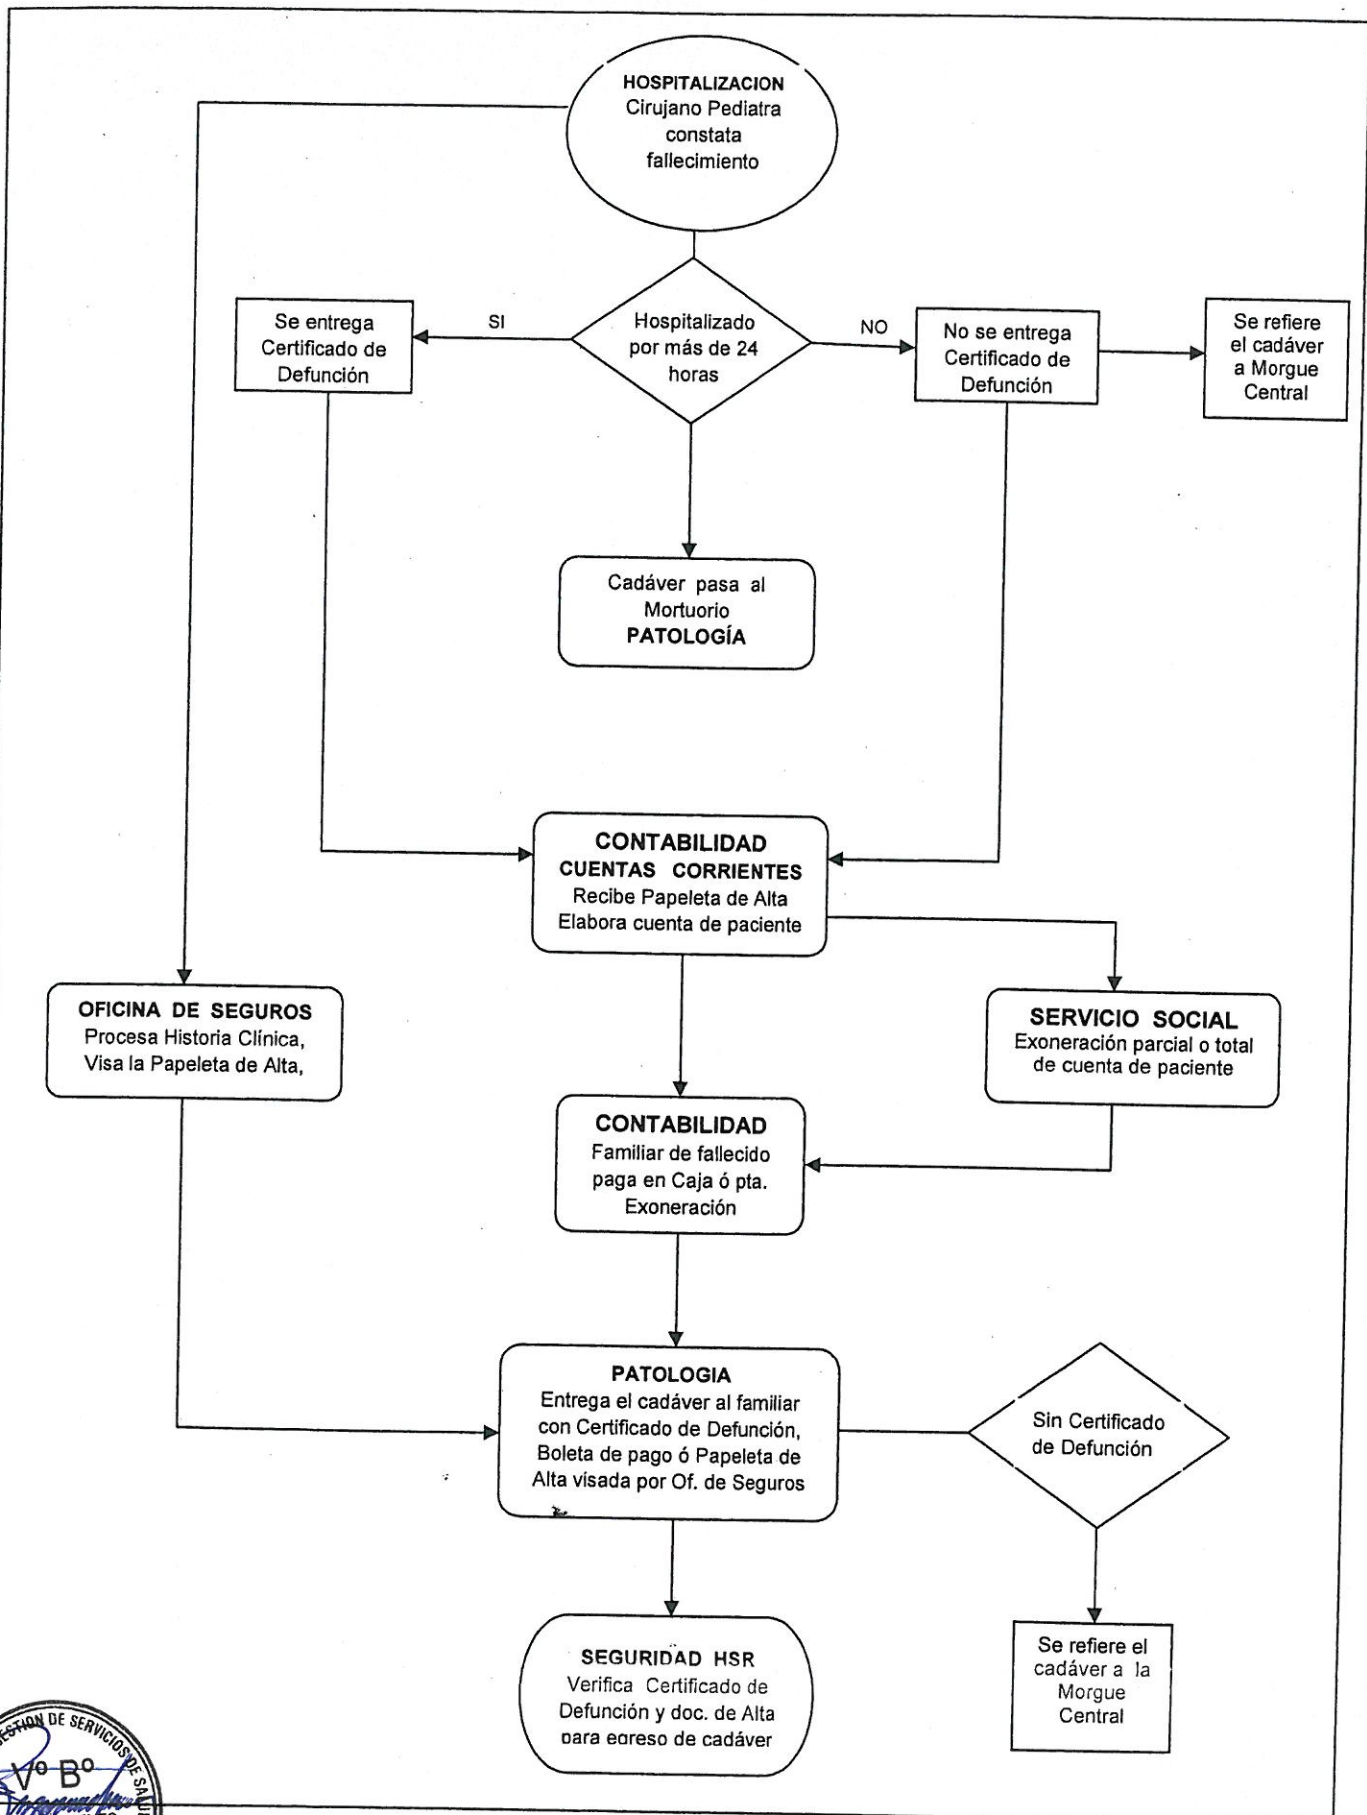 HOSPITALIZACION
Cirujano Pediatra
constata
fallecimiento
Se entrega
Certificado de
Defunción
SI
Hospitalizado
por más de 24
horas
NO
No se entrega
Certificado de
Defunción
Se refiere
el cadáver
a Morgue
Central
Cadáver pasa al
Mortuorio
PATOLOGÍA
CONTABILIDAD
CUENTAS CORRIENTES
Recibe Papeleta de Alta
Elabora cuenta de paciente
OFICINA DE SEGUROS
Procesa Historia Clínica,
Visa la Papeleta de Alta,
SERVICIO SOCIAL
Exoneración parcial o total
de cuenta de paciente
CONTABILIDAD
Familiar de fallecido
paga en Caja ó pta.
Exoneración
PATOLOGIA
Entrega el cadáver al familiar
con Certificado de Defunción,
Boleta de pago ó Papeleta de
Alta visada por Of. de Seguros
Sin Certificado
de Defunción
SEGURIDAD HSR
Verifica Certificado de
Defunción y doc. de Alta
para egreso de cadáver
Se refiere el
cadáver a la
Morgue
Central
GESTION DE SERVICIOS DE SALUD
Vº Bº